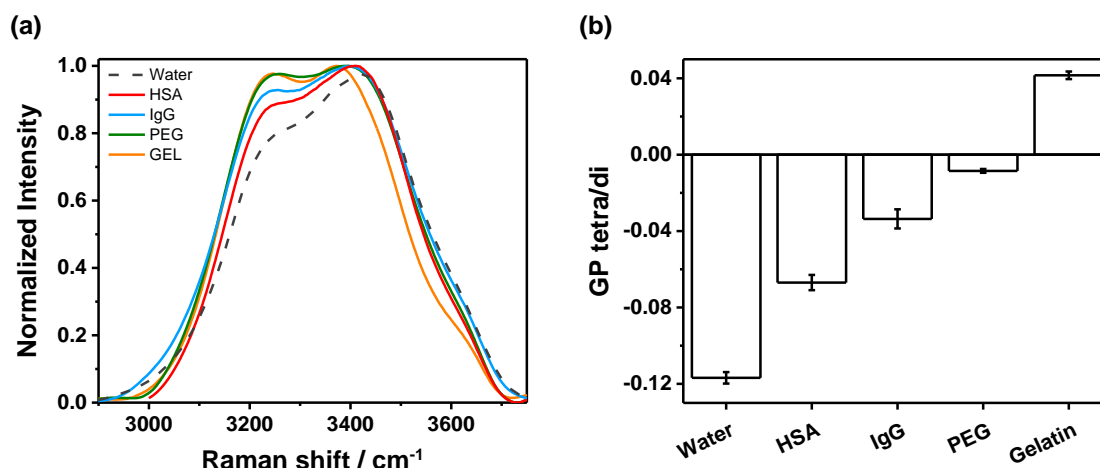 (a)
Normalized Intensity
1.0
0.8
0.6
0.4
0.2
0.0
Water
HSA
IgG
PEG
GEL
3000
3200
3400
3600
Raman shift / cm⁻¹
(b)
GP tetra/di
0.04
0.00
-0.04
-0.08
-0.12
Water
HSA
IgG
PEG
Gelatin